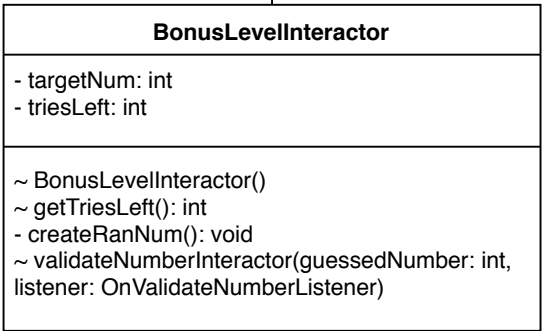 BonusLevelInteractor
- targetNum: int
- triesLeft: int
~ BonusLevelInteractor()
~ getTriesLeft(): int
- createRanNum(): void
~ validateNumberInteractor(guessedNumber: int,
listener: OnValidateNumberListener)